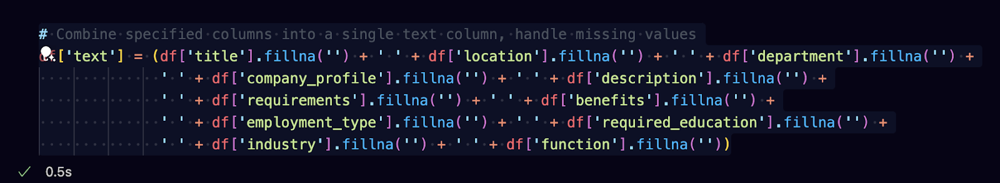 # Combine specified columns into a single text column, handle missing values
df['text'] = (df['title'].fillna('') + ' ' + df['location'].fillna('') + ' ' + df['department'].fillna('') +
' ' + df['company_profile'].fillna('') + ' ' + df['description'].fillna('') +
' ' + df['requirements'].fillna('') + ' ' + df['benefits'].fillna('') +
' ' + df['employment_type'].fillna('') + ' ' + df['required_education'].fillna('') +
' ' + df['industry'].fillna('') + ' ' + df['function'].fillna(''))
0.5s